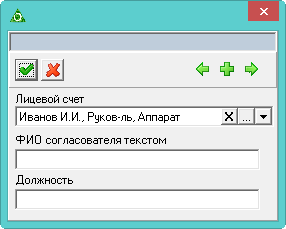 Лицевой счет
Иванов И.И., Руков-ль, Аппарат
ФИО согласователя текстом
Должность